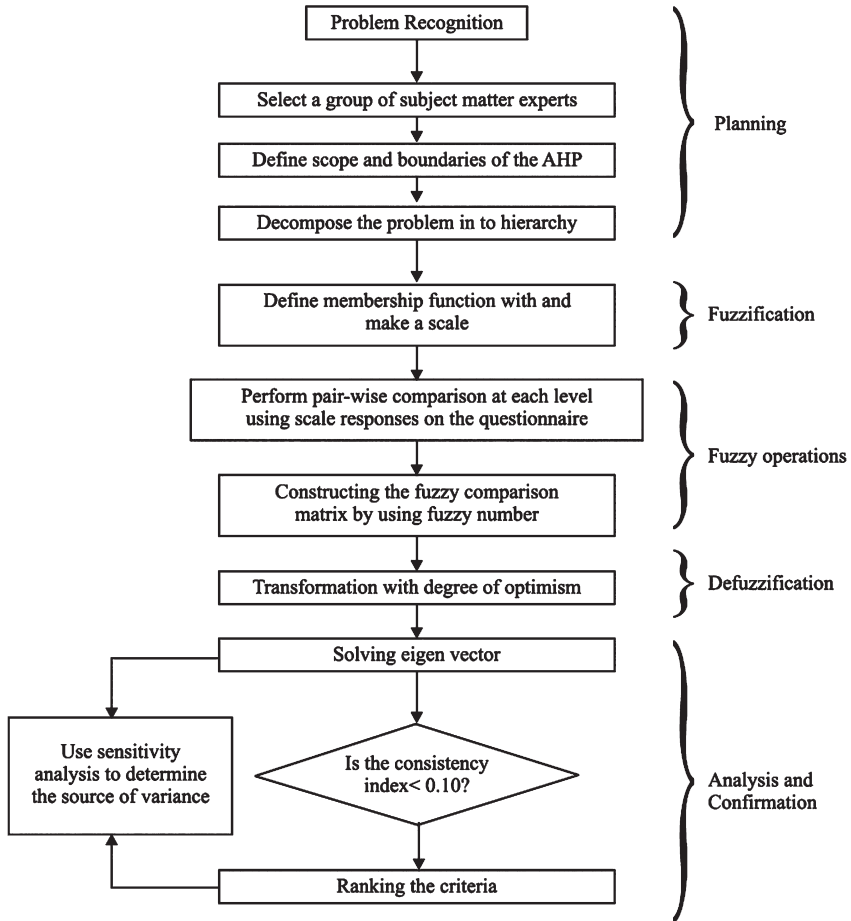 Problem Recognition
Select a group of subject matter experts
Define scope and boundaries of the AHP
Planning
Decompose the problem in to hierarchy
Define membership function with and
make a scale
Fuzzification
Perform pair-wise comparison at each level
using scale responses on the questionnaire
Fuzzy operations
Constructing the fuzzy comparison
matrix by using fuzzy number
Transformation with degree of optimism
Defuzzification
Solving eigen vector
Use sensitivity
analysis to determine
the source of variance
Is the consistency
index< 0.10?
Analysis and
Confirmation
Ranking the criteria